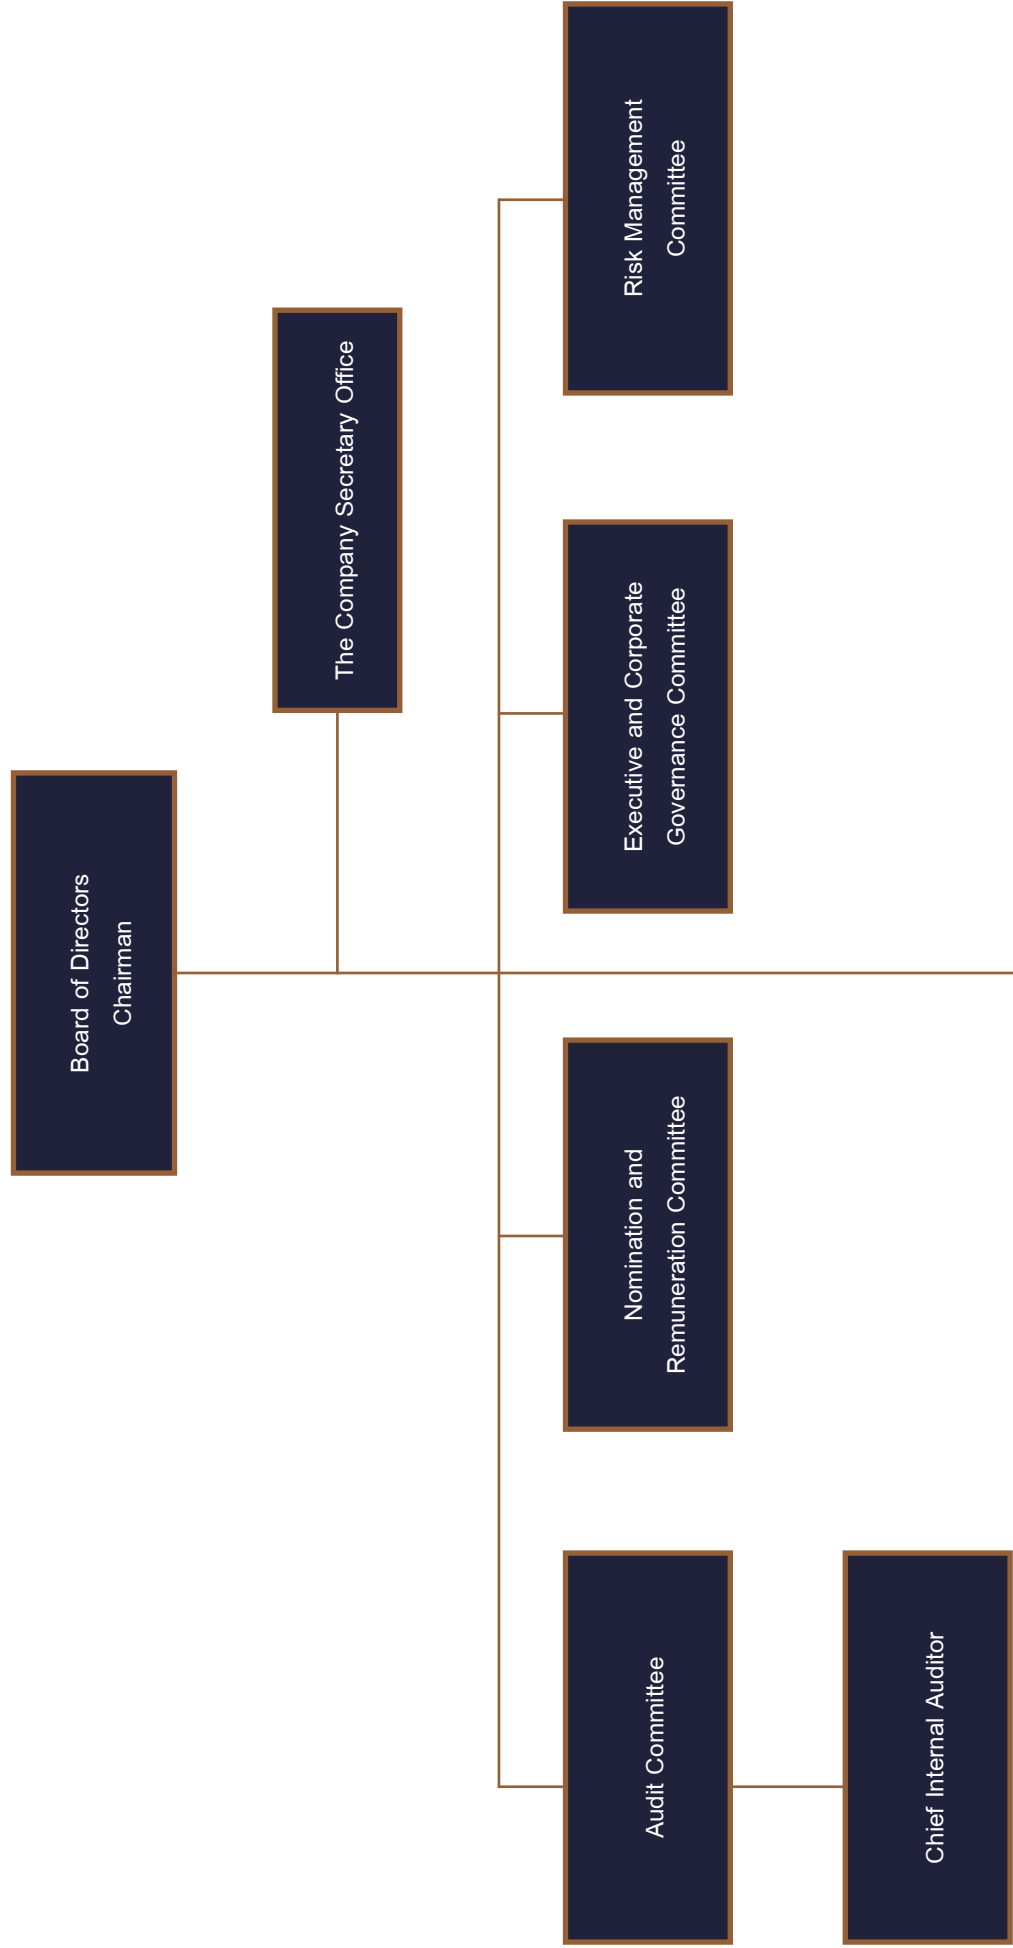 Board of Directors
Chairman
The Company Secretary Office
Audit Committee
Nomination and
Remuneration Committee
Executive and Corporate
Governance Committee
Risk Management
Committee
Chief Internal Auditor